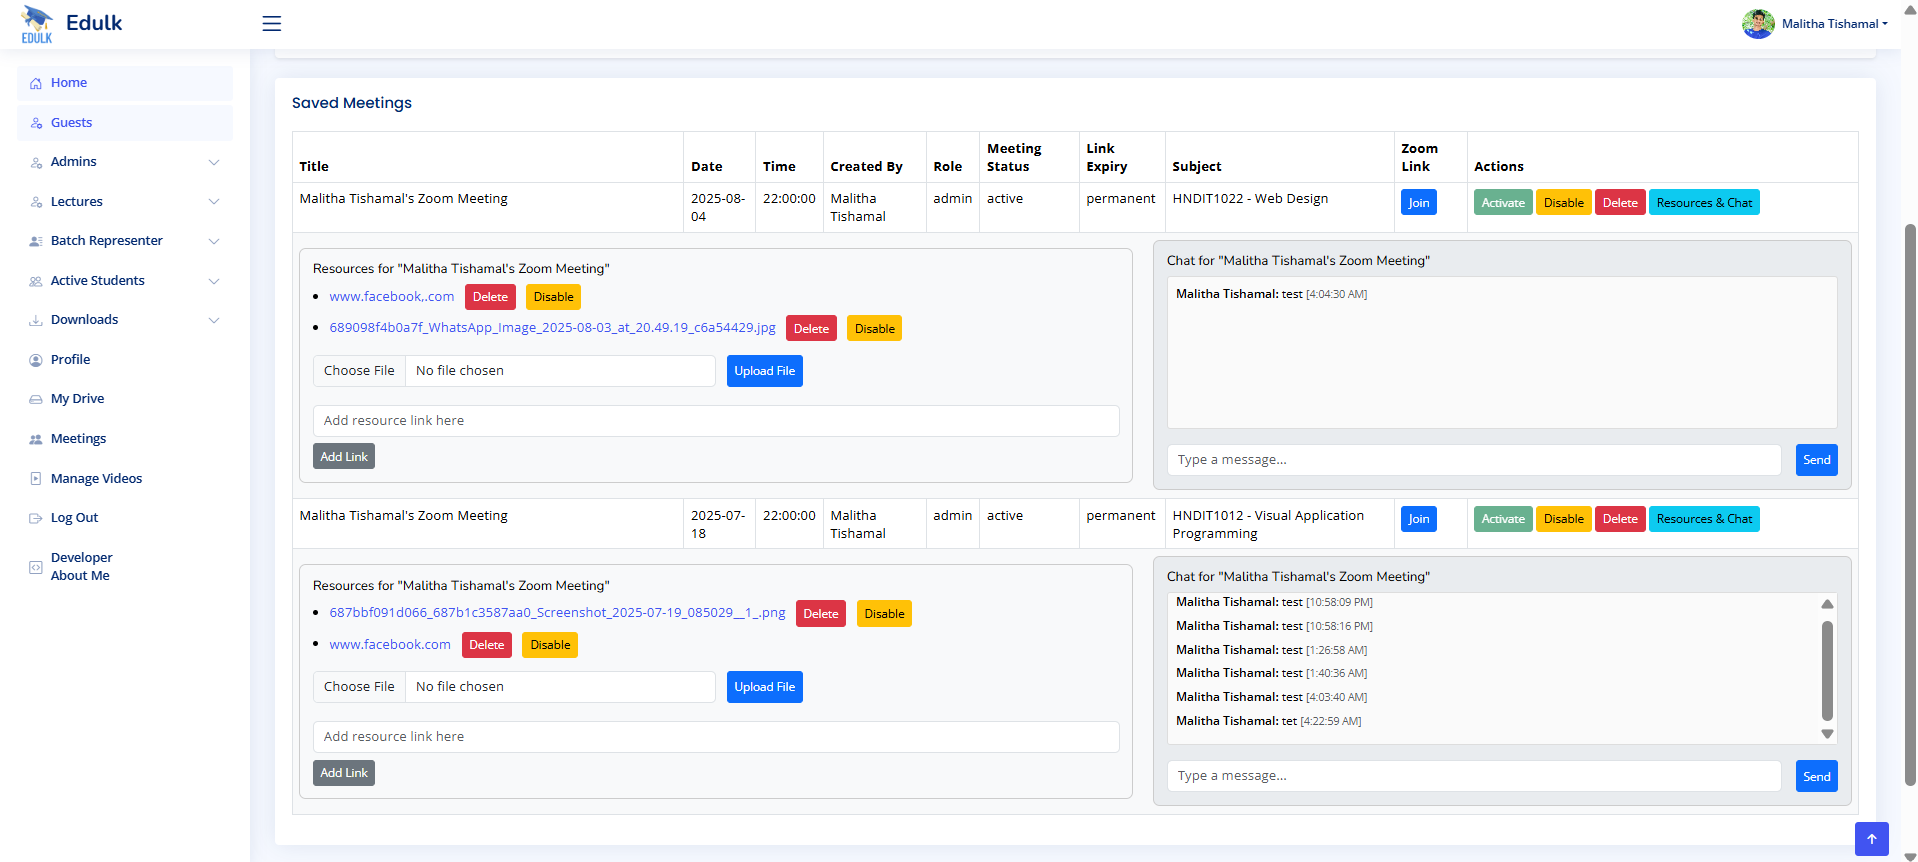 EDULK
Edulk
Malitha Tishamal
Home
Guests
Admins
Lectures
Batch Representer
Active Students
Downloads
Profile
My Drive
Meetings
Manage Videos
Log Out
Developer
About Me
Saved Meetings
Title
Date
Time
Created By
Role
Meeting
Status
Link
Expiry
Subject
Zoom
Link
Actions
Malitha Tishamal's Zoom Meeting
2025-08-
04
22:00:00
Malitha
Tishamal
admin
active
permanent
HNDIT1022 - Web Design
Join
Activate
Disable
Delete
Resources & Chat
Resources for "Malitha Tishamal's Zoom Meeting"
www.facebook,.com
Delete
Disable
689098f4b0a7f_WhatsApp_Image_2025-08-03_at_20.49.19_c6a54429.jpg
Delete
Disable
Choose File
No file chosen
Upload File
Add resource link here
Add Link
Chat for "Malitha Tishamal's Zoom Meeting"
Malitha Tishamal: test [4:04:30 AM]
Type a message...
Send
Malitha Tishamal's Zoom Meeting
2025-07-
18
22:00:00
Malitha
Tishamal
admin
active
permanent
HNDIT1012 - Visual Application
Programming
Join
Activate
Disable
Delete
Resources & Chat
Resources for "Malitha Tishamal's Zoom Meeting"
687bbf091d066_687b1c3587aa0_Screenshot_2025-07-19_085029__1_.png
Delete
Disable
www.facebook.com
Delete
Disable
Choose File
No file chosen
Upload File
Add resource link here
Add Link
Chat for "Malitha Tishamal's Zoom Meeting"
Malitha Tishamal: test [10:58:09 PM]
Malitha Tishamal: test [10:58:16 PM]
Malitha Tishamal: test [1:26:58 AM]
Malitha Tishamal: test [1:40:36 AM]
Malitha Tishamal: test [4:03:40 AM]
Malitha Tishamal: tet [4:22:59 AM]
Type a message...
Send